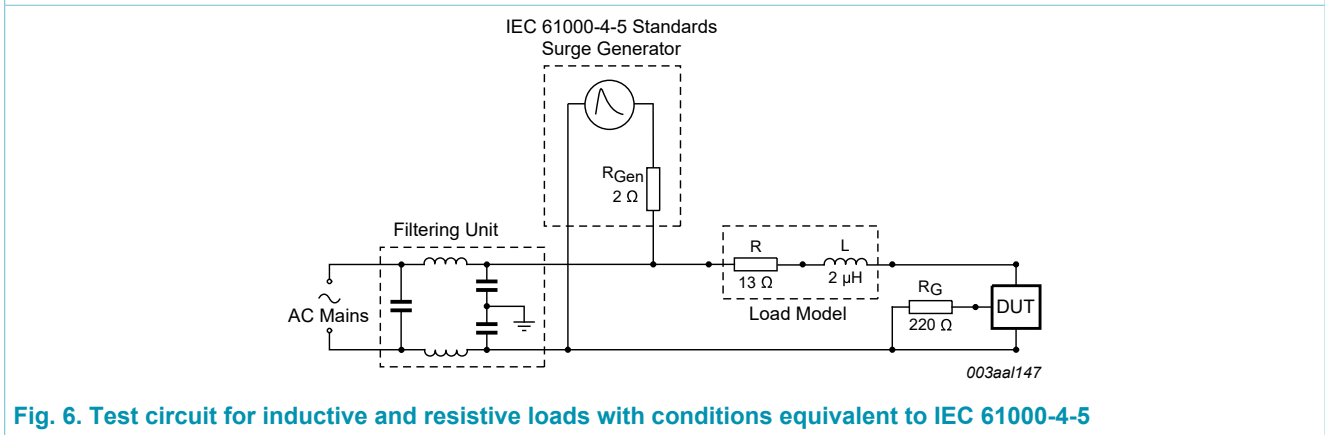 IEC 61000-4-5 Standards
Surge Generator
RGen
2 Ω
Filtering Unit
R
L
13 Ω
2 μH
Load Model
RG
220 Ω
DUT
AC Mains
003aal147
Fig. 6. Test circuit for inductive and resistive loads with conditions equivalent to IEC 61000-4-5